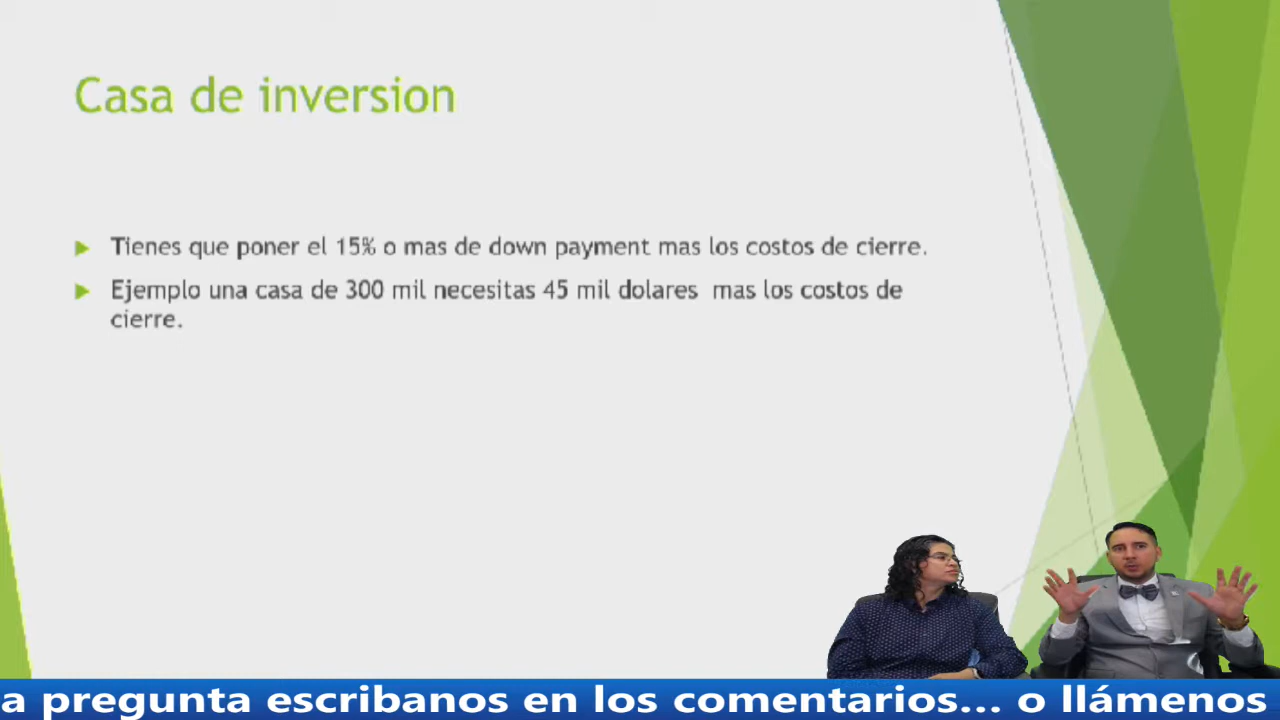 Casa de inversion
Tienes que poner el 15% o mas de down payment mas los costos de cierre.
Ejemplo una casa de 300 mil necesitas 45 mil dolares mas los costos de
cierre.
a pregunta escribanos en los comentarios... o llámenos